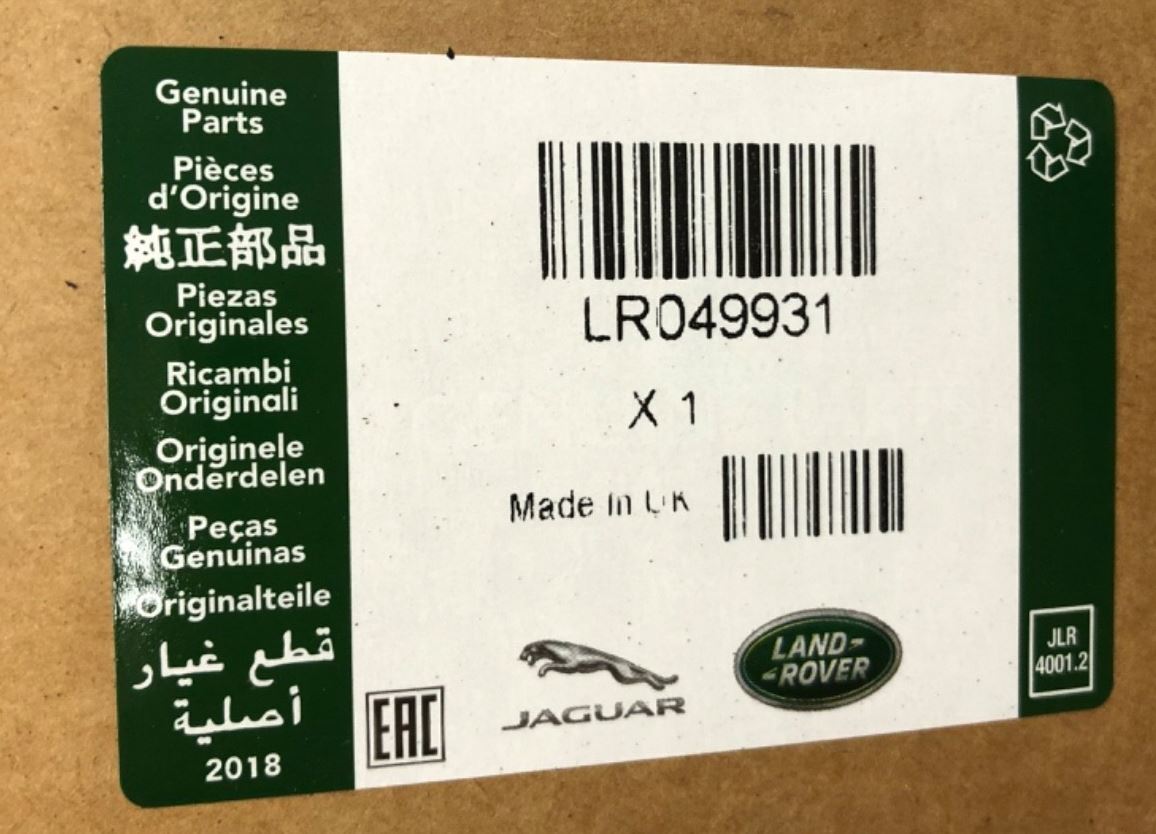 Genuine
Parts
Pièces
d'Origine
純正部品
Piezas
Originales
Ricambi
Originali
Originele
Onderdelen
Peças
Genuinas
Originalteile
قطع غيار
أصلية
2018
LR049931
X 1
Made In UK
EAC
JAGUAR
LAND-
-ROVER
JLR
4001.2